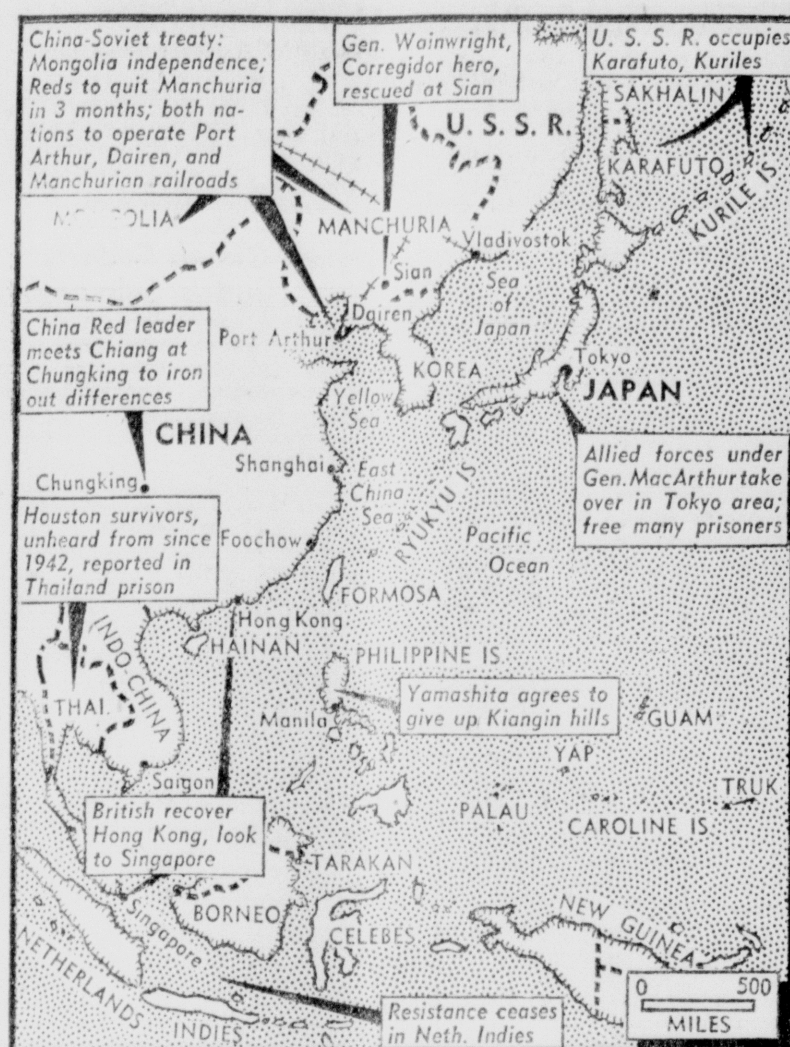 China-Soviet treaty:
Mongolia independence;
Reds to quit Manchuria
in 3 months; both na-
tions to operate Port
Arthur, Dairen, and
Manchurian railroads
Gen. Wainwright,
Corregidor hero,
rescued at Sian
U. S. S. R. occupies
Karafuto, Kuriles
SAKHALIN
U. S. S. R.
KARAFUTO
KURILE IS
MONGOLIA
MANCHURIA
Vladivostok
Sian
Sea
of
Japan
Dairen
Port Arthur
China Red leader
meets Chiang at
Chungking to iron
out differences
KOREA
Tokyo
JAPAN
Yellow
Sea
CHINA
Shanghai
East
China
Sea
RYUKYU IS
Allied forces under
Gen. MacArthur take
over in Tokyo area;
free many prisoners
Chungking
Houston survivors,
unheard from since
1942, reported in
Thailand prison
Foochow
Pacific
Ocean
FORMOSA
Hong Kong
HAINAN
INDO-CHINA
PHILIPPINE IS.
THAI.
Yamashita agrees to
give up Kiangin hills
Manila
GUAM
YAP
Saigon
TRUK
PALAU
CAROLINE IS.
British recover
Hong Kong, look
to Singapore
TARAKAN
BORNEO
Singapore
CELEBES
NEW GUINEA
NETHERLANDS
INDIES
Resistance ceases
in Neth. Indies
0 500
MILES